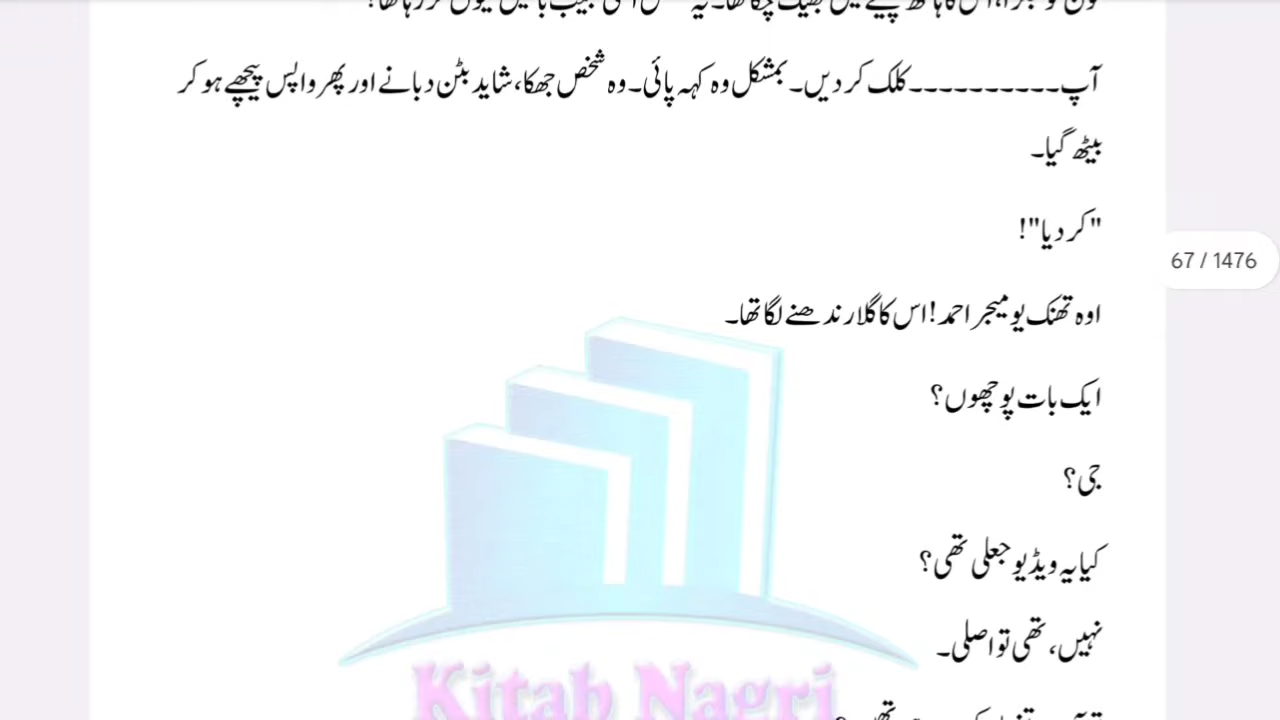 آپ۔۔۔۔۔۔۔۔۔۔کلک کر دیں۔ بمشکل وہ کہہ پائی۔ وہ شخص جھکا، شاید بٹن دبانے اور پھر واپس پیچھے ہو کر
بیٹھ گیا۔
"کر دیا"!
67 / 1476
اوہ تھنک یو میجر احمد! اس کا گلا رندھنے لگا تھا۔
ایک بات پوچھوں؟
جی؟
کیا یہ ویڈیو جعلی تھی؟
نہیں، تھی تو اصلی۔
Kitab Nagri